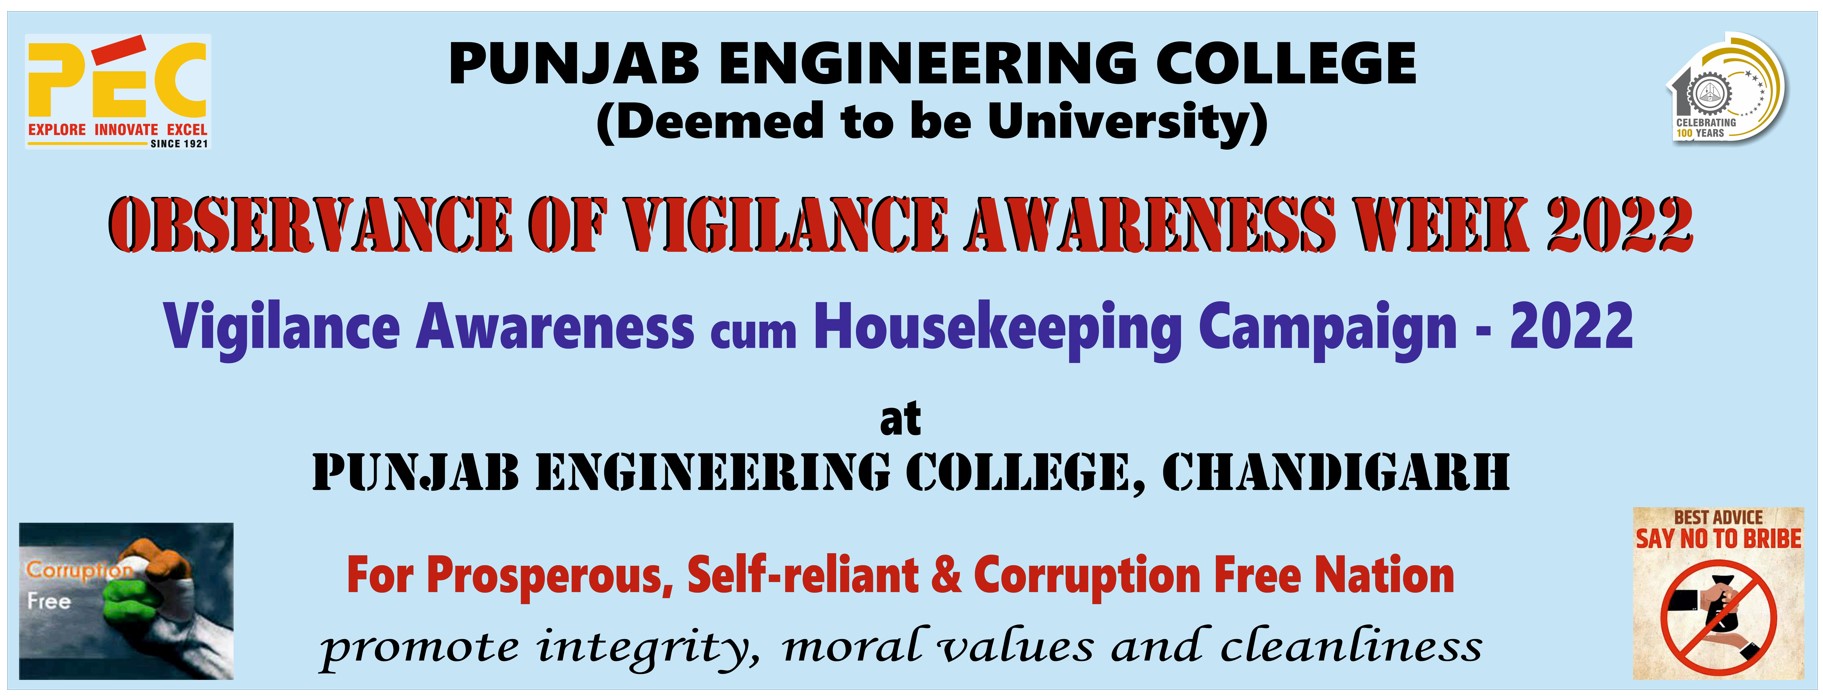 PEC
EXPLORE INNOVATE EXCEL
SINCE 1921
PUNJAB ENGINEERING COLLEGE
(Deemed to be University)
100
CELEBRATING
100 YEARS
OBSERVANCE OF VIGILANCE AWARENESS WEEK 2022
Vigilance Awareness cum Housekeeping Campaign - 2022
at
PUNJAB ENGINEERING COLLEGE, CHANDIGARH
Corruption
Free
For Prosperous, Self-reliant & Corruption Free Nation
promote integrity, moral values and cleanliness
BEST ADVICE
SAY NO TO BRIBE